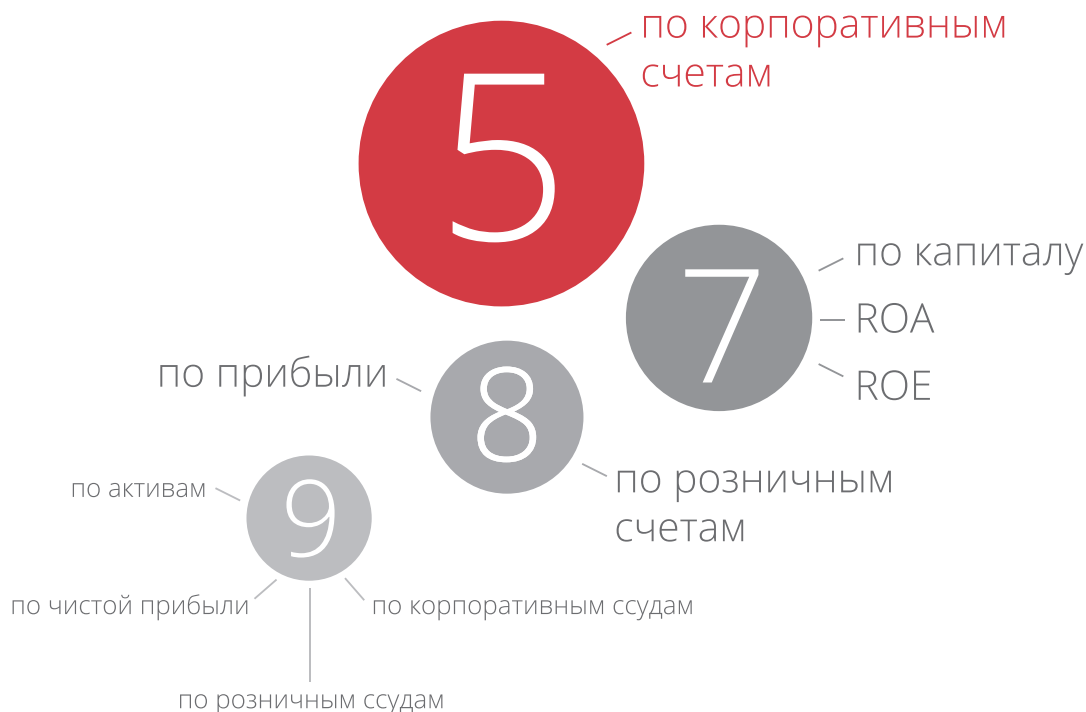 5
по корпоративным
счетам
7
по капиталу
ROA
ROE
по прибыли
8
по розничным
счетам
по активам
9
по чистой прибыли
по корпоративным ссудам
по розничным ссудам